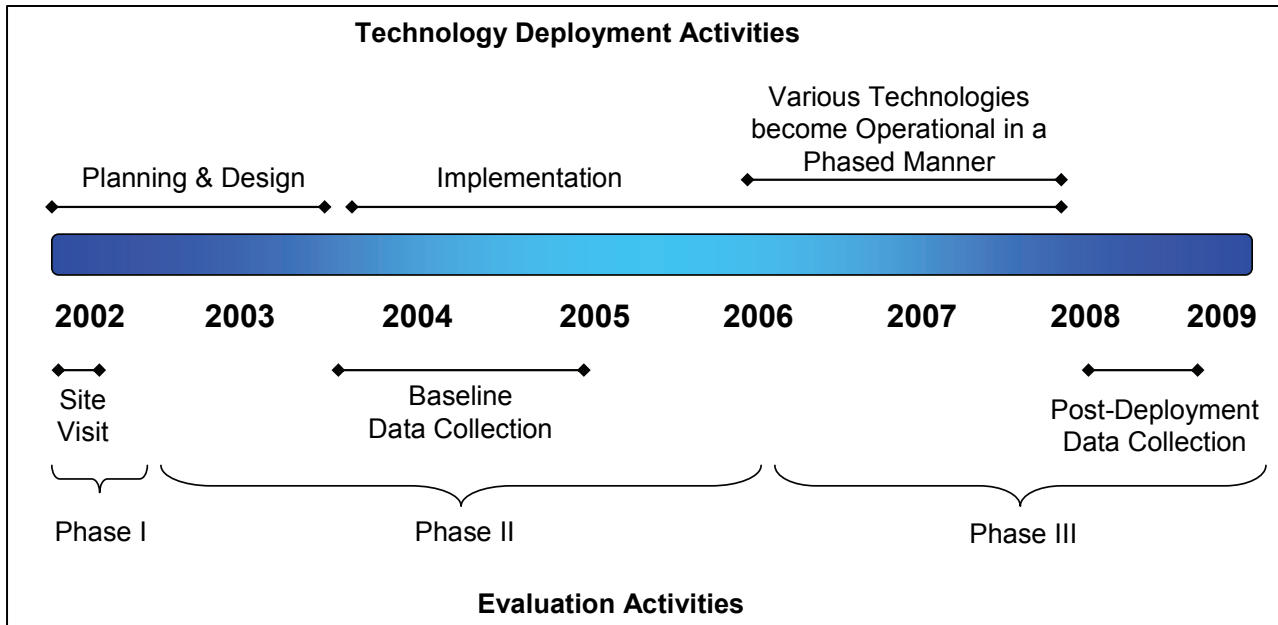 Technology Deployment Activities
Various Technologies
become Operational in a
Phased Manner
Planning & Design
Implementation
2002 2003 2004 2005 2006 2007 2008 2009
Site
Visit
Baseline
Data Collection
Post-Deployment
Data Collection
Phase I
Phase II
Phase III
Evaluation Activities